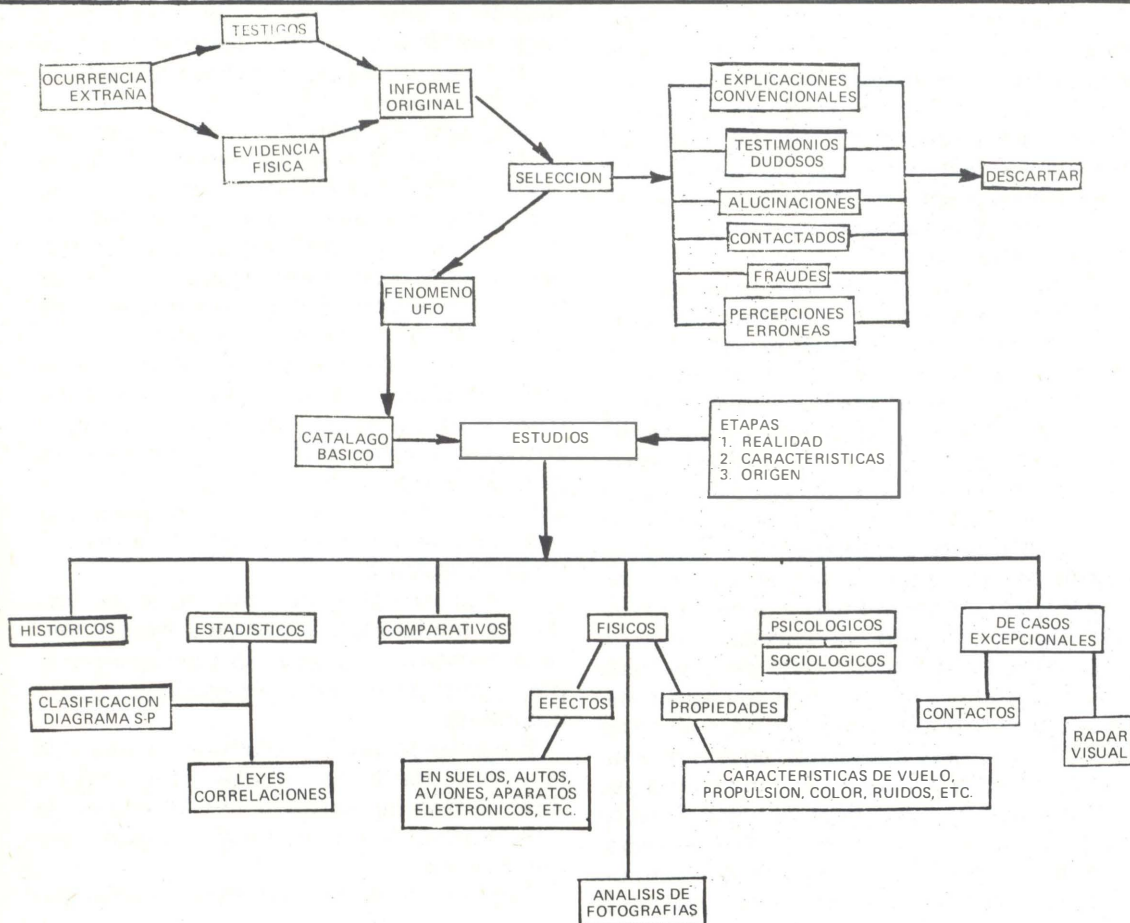 TESTIGOS
OCURRENCIA
EXTRAÑA
INFORME
ORIGINAL
EVIDENCIA
FISICA
SELECCION
EXPLICACIONES
CONVENCIONALES
TESTIMONIOS
DUDOSOS
ALUCINACIONES
CONTACTADOS
FRAUDES
PERCEPCIONES
ERRONEAS
DESCARTAR
FENOMENO
UFO
CATALAGO
BASICO
ESTUDIOS
ETAPAS
1. REALIDAD
2. CARACTERISTICAS
3. ORIGEN
HISTORICOS
ESTADISTICOS
COMPARATIVOS
FISICOS
PSICOLOGICOS
SOCIOLOGICOS
DE CASOS
EXCEPCIONALES
CLASIFICACION
DIAGRAMA S-P
LEYES
CORRELACIONES
EFECTOS
PROPIEDADES
CONTACTOS
RADAR
VISUAL
EN SUELOS, AUTOS,
AVIONES, APARATOS
ELECTRONICOS, ETC.
CARACTERISTICAS DE VUELO,
PROPULSION, COLOR, RUIDOS, ETC.
ANALISIS DE
FOTOGRAFIAS